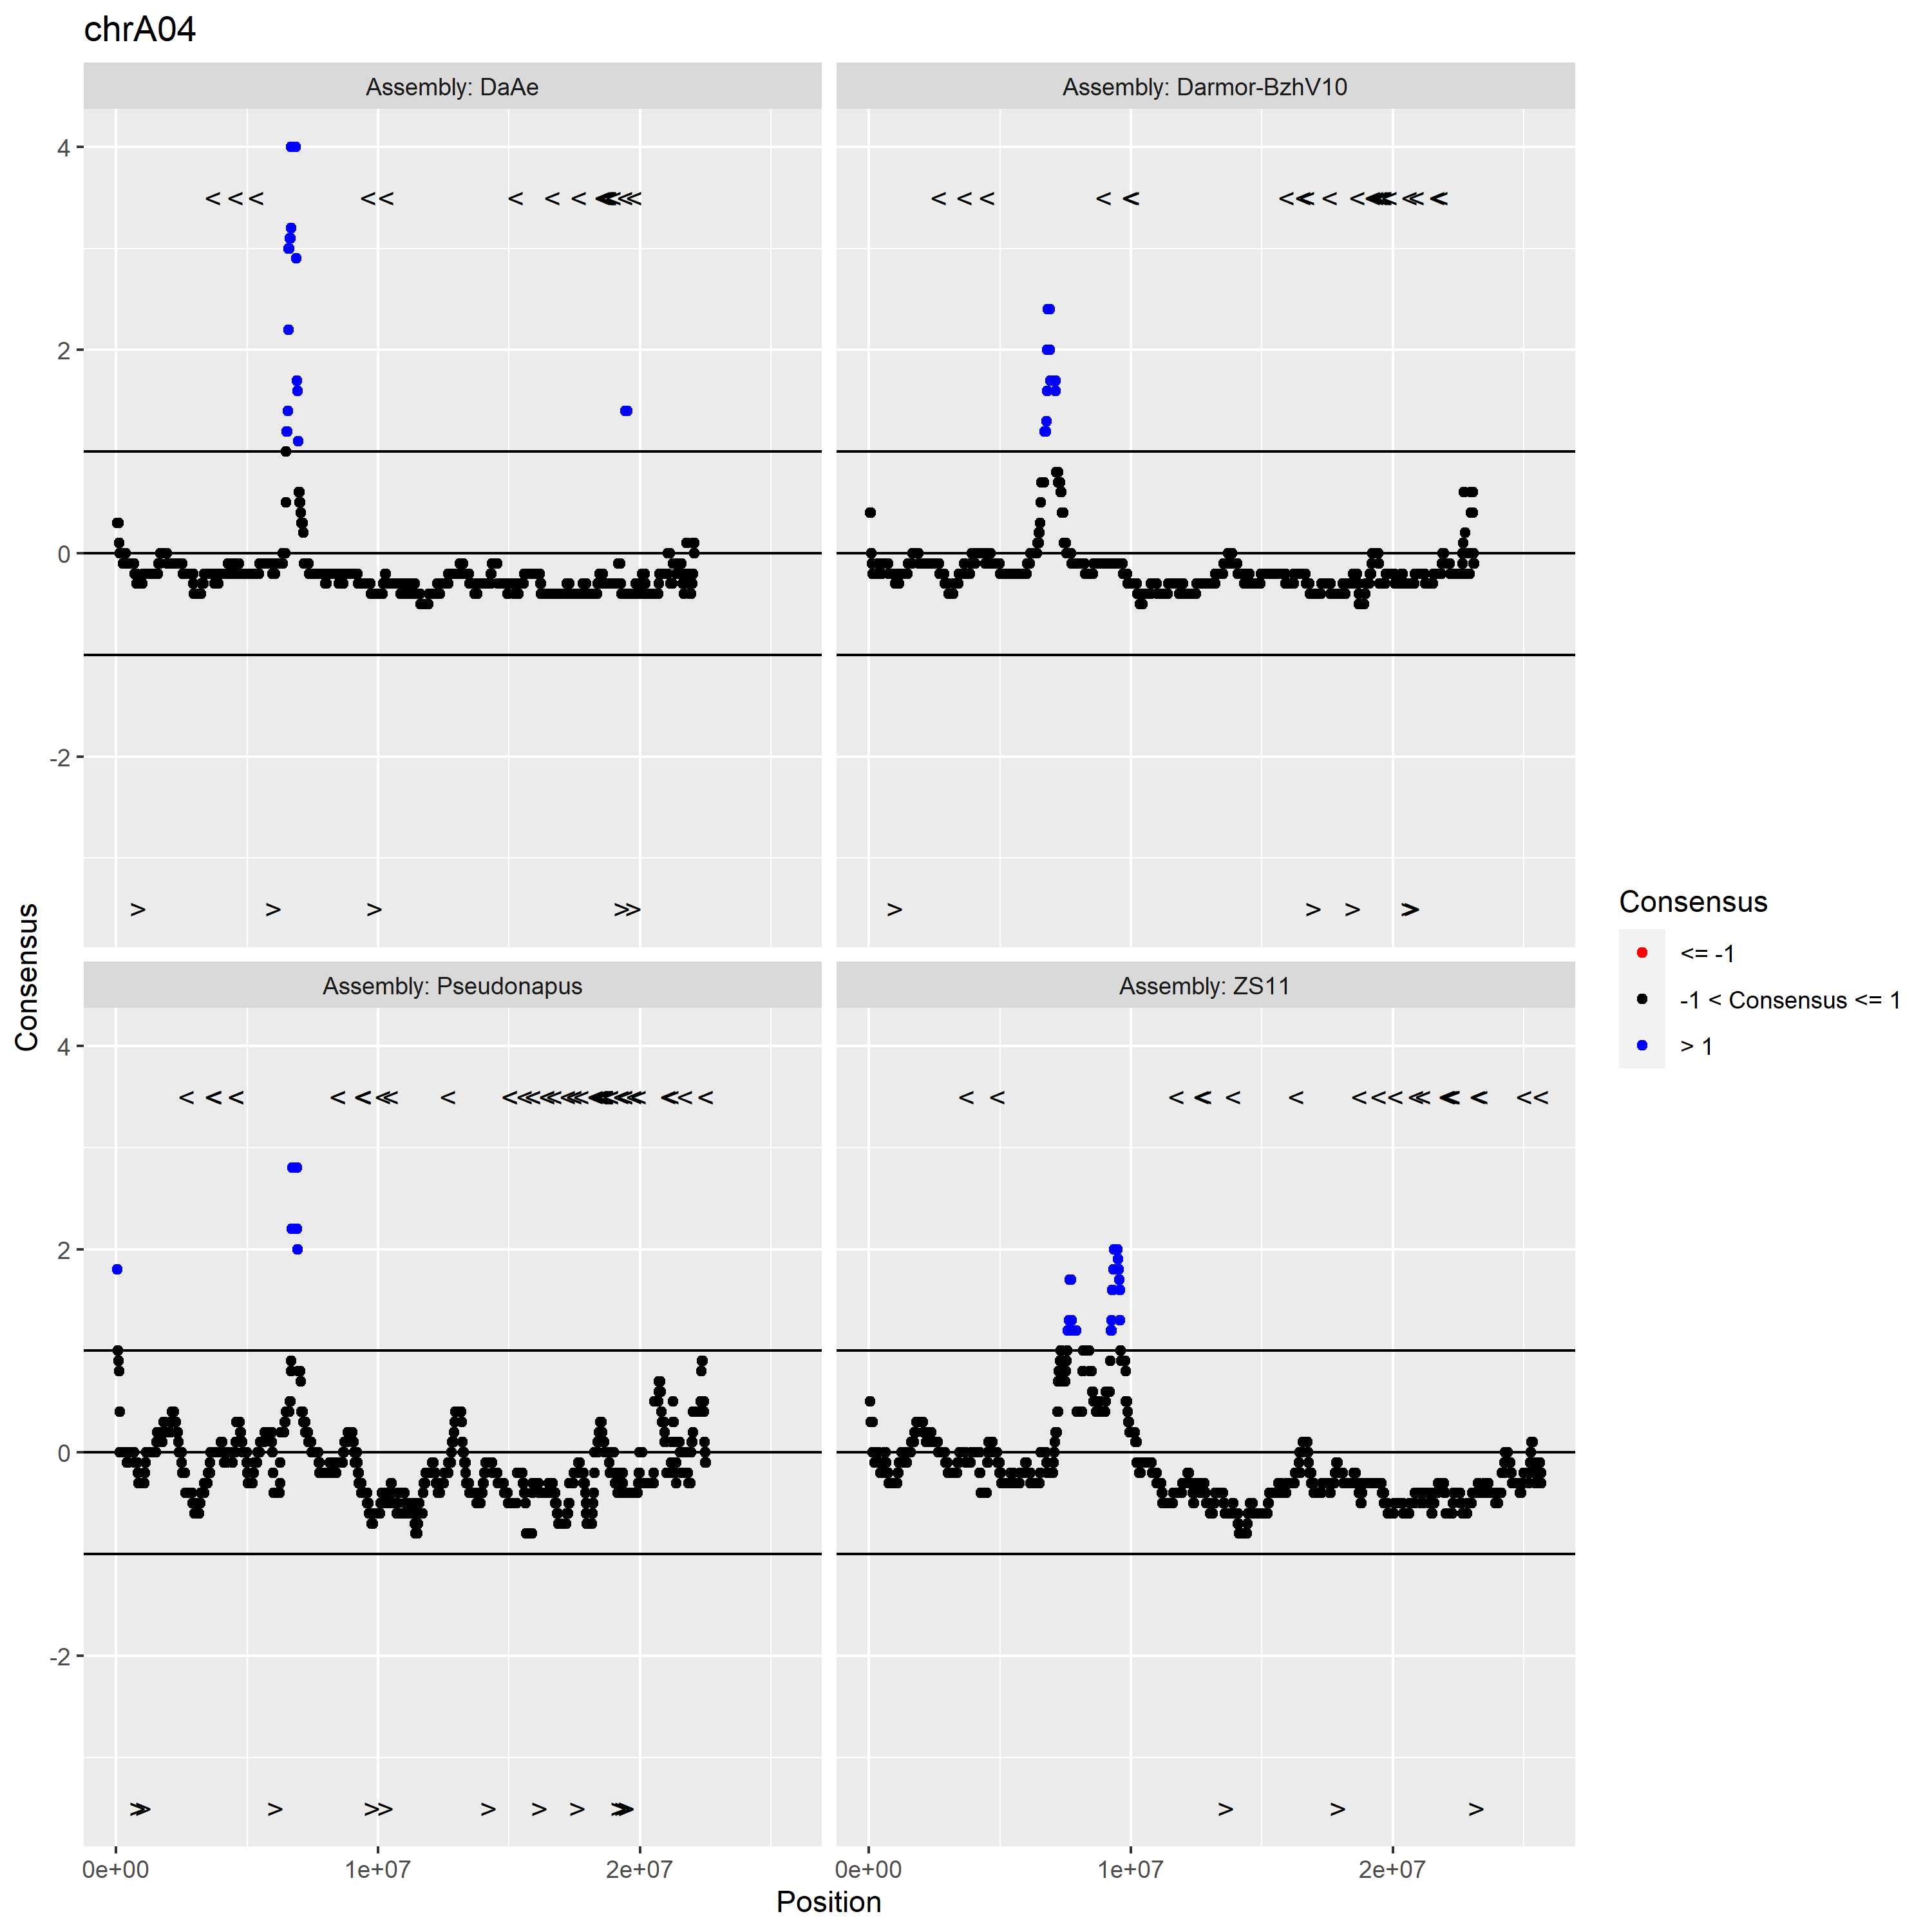 chrA04
Assembly: DaAe
Assembly: Darmor-BzhV10
4
2
0
-2
< < < < < < < < < < < < <
< < < < < < < < < < < < < < <
> > > > >
> > > > >
Consensus
Assembly: Pseudonapus
Assembly: ZS11
4
2
0
-2
0e+00
1e+07
2e+07
0e+00
1e+07
2e+07
Position
Consensus
<= -1
-1 < Consensus <= 1
> 1